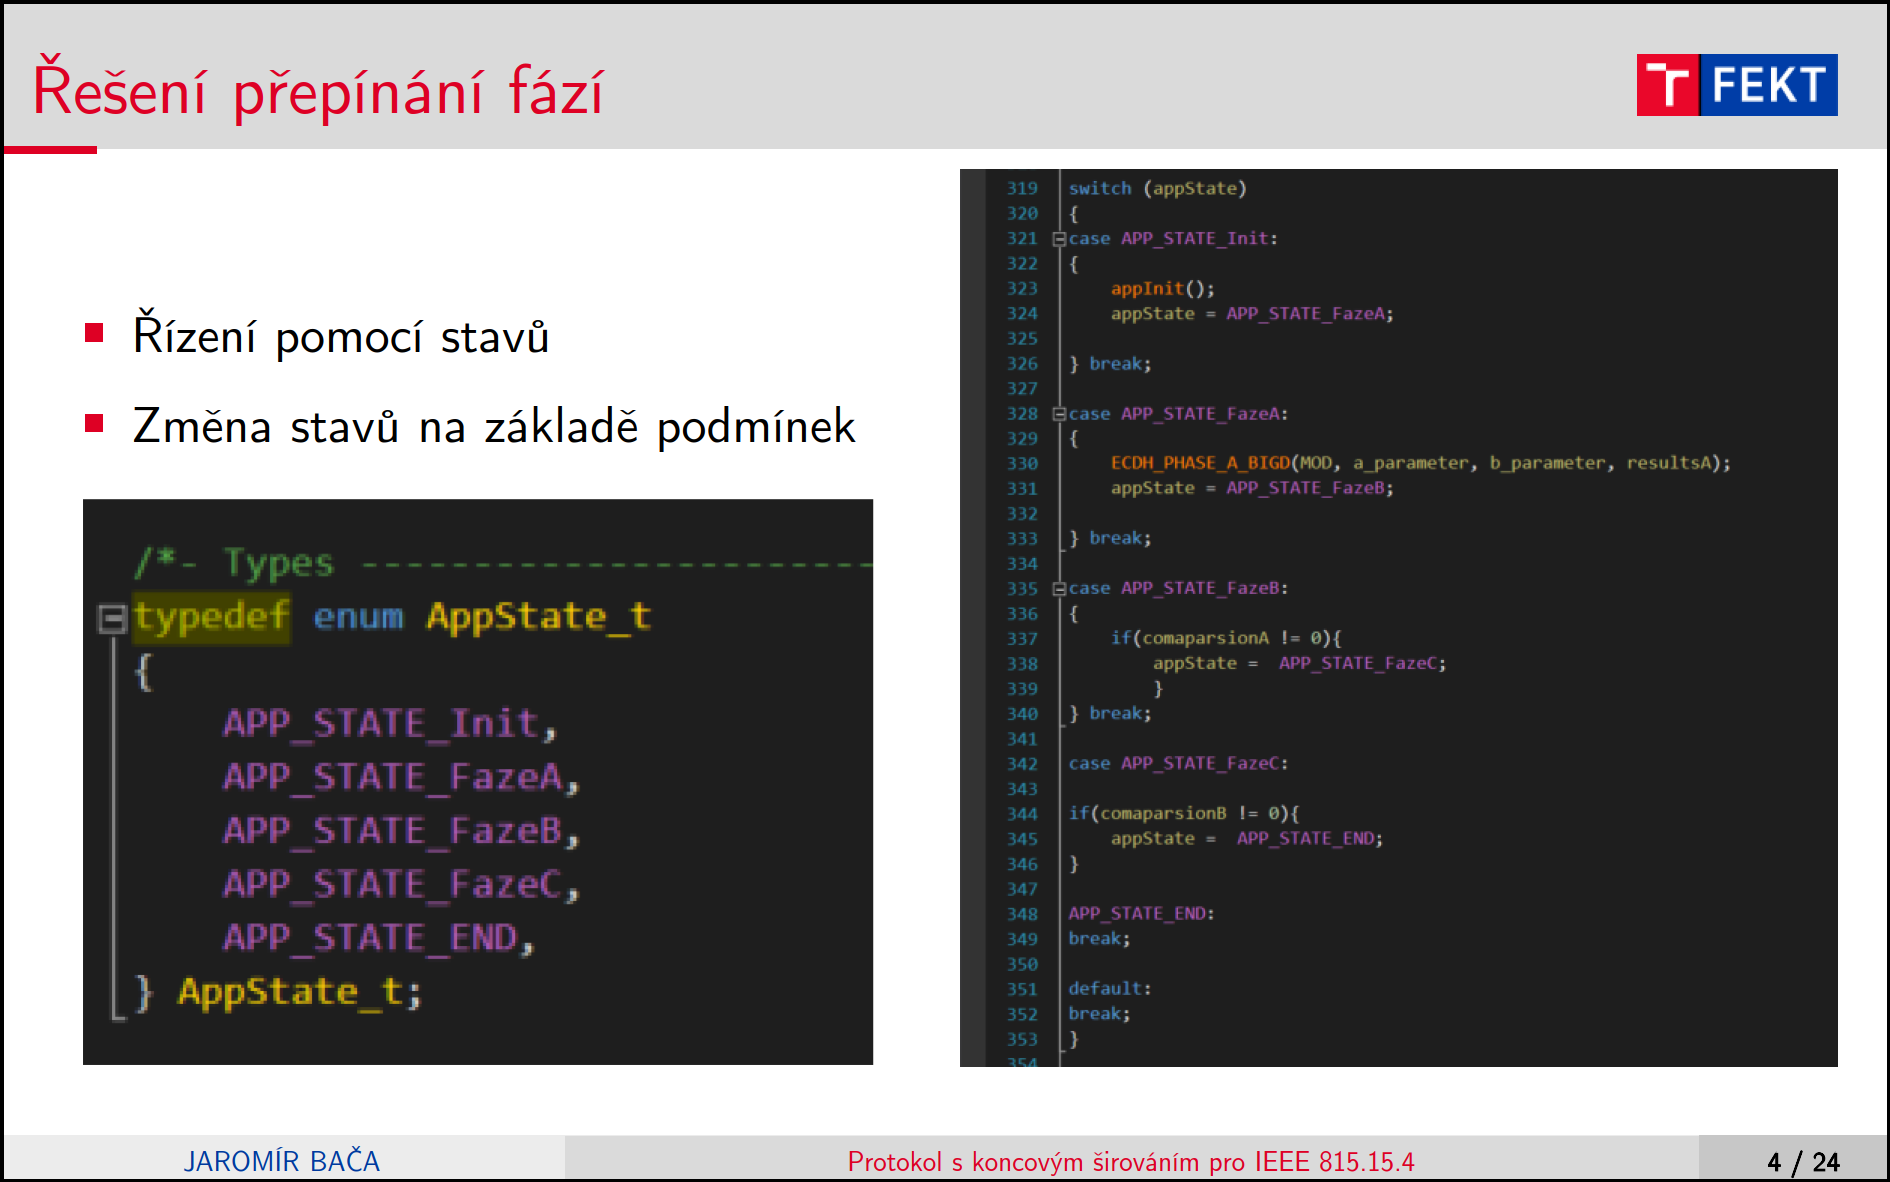 Řešení přepínání fází
T FEKT
Řízení pomocí stavů
Změna stavů na základě podmínek
/*- Types -----------------------
typedef enum AppState_t
{
APP_STATE_Init,
APP_STATE_FazeA,
APP_STATE_FazeB,
APP_STATE_FazeC,
APP_STATE_END,
} AppState_t;
319 switch (appState)
320 {
321 case APP_STATE_Init:
322 {
323 appInit();
324 appState = APP_STATE_FazeA;
325
326 } break;
327
328 case APP_STATE_FazeA:
329 {
330 ECDH_PHASE_A_BIGD(MOD, a_parameter, b_parameter, resultsA);
331 appState = APP_STATE_FazeB;
332
333 } break;
334
335 case APP_STATE_FazeB:
336 {
337 if(comaparsionA != 0){
338 appState = APP_STATE_FazeC;
339 }
340 } break;
341
342 case APP_STATE_FazeC:
343
344 if(comaparsionB != 0){
345 appState = APP_STATE_END;
346 }
347
348 APP_STATE_END:
349 break;
350
351 default:
352 break;
353 }
354
JAROMÍR BAČA
Protokol s koncovým širováním pro IEEE 815.15.4
4 / 24